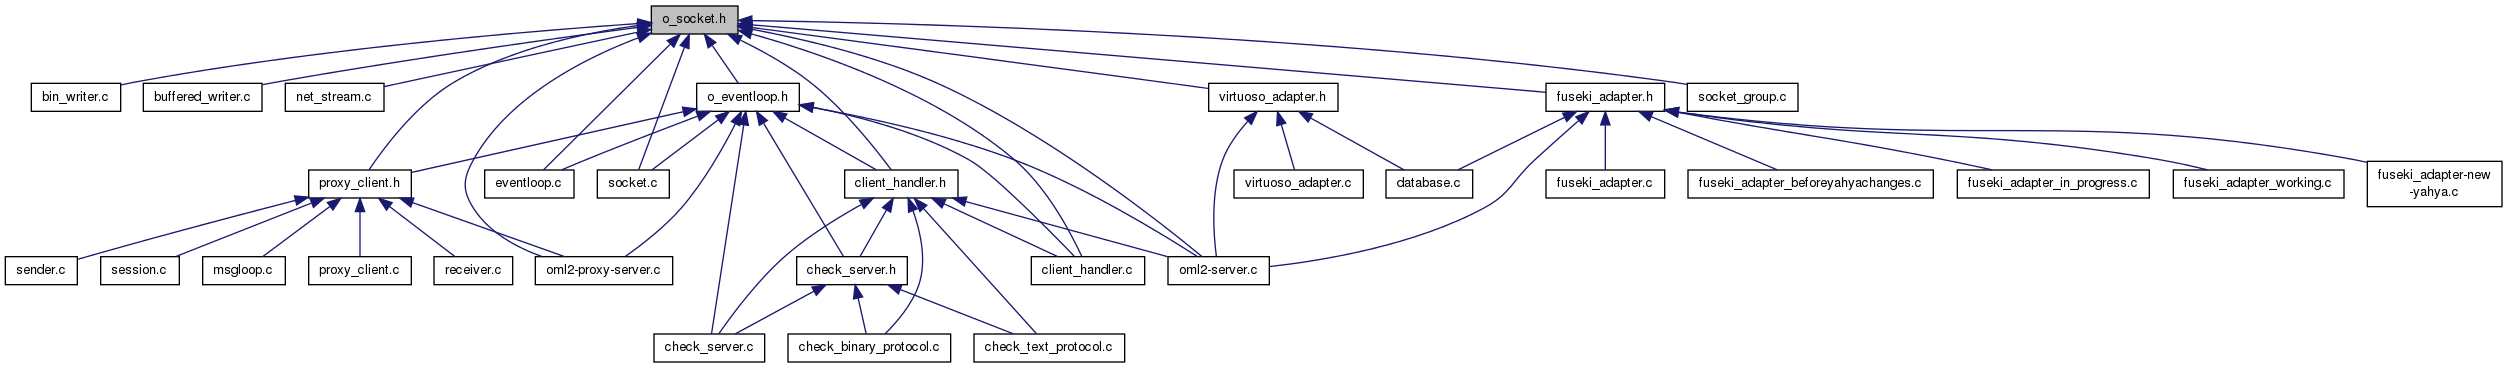 o_socket.h
bin_writer.c
buffered_writer.c
net_stream.c
o_eventloop.h
virtuoso_adapter.h
fuseki_adapter.h
socket_group.c
proxy_client.h
eventloop.c
socket.c
client_handler.h
virtuoso_adapter.c
database.c
fuseki_adapter.c
fuseki_adapter_beforeyahyachanges.c
fuseki_adapter_in_progress.c
fuseki_adapter_working.c
fuseki_adapter-new
-yahya.c
sender.c
session.c
msgloop.c
proxy_client.c
receiver.c
oml2-proxy-server.c
check_server.h
client_handler.c
oml2-server.c
check_server.c
check_binary_protocol.c
check_text_protocol.c